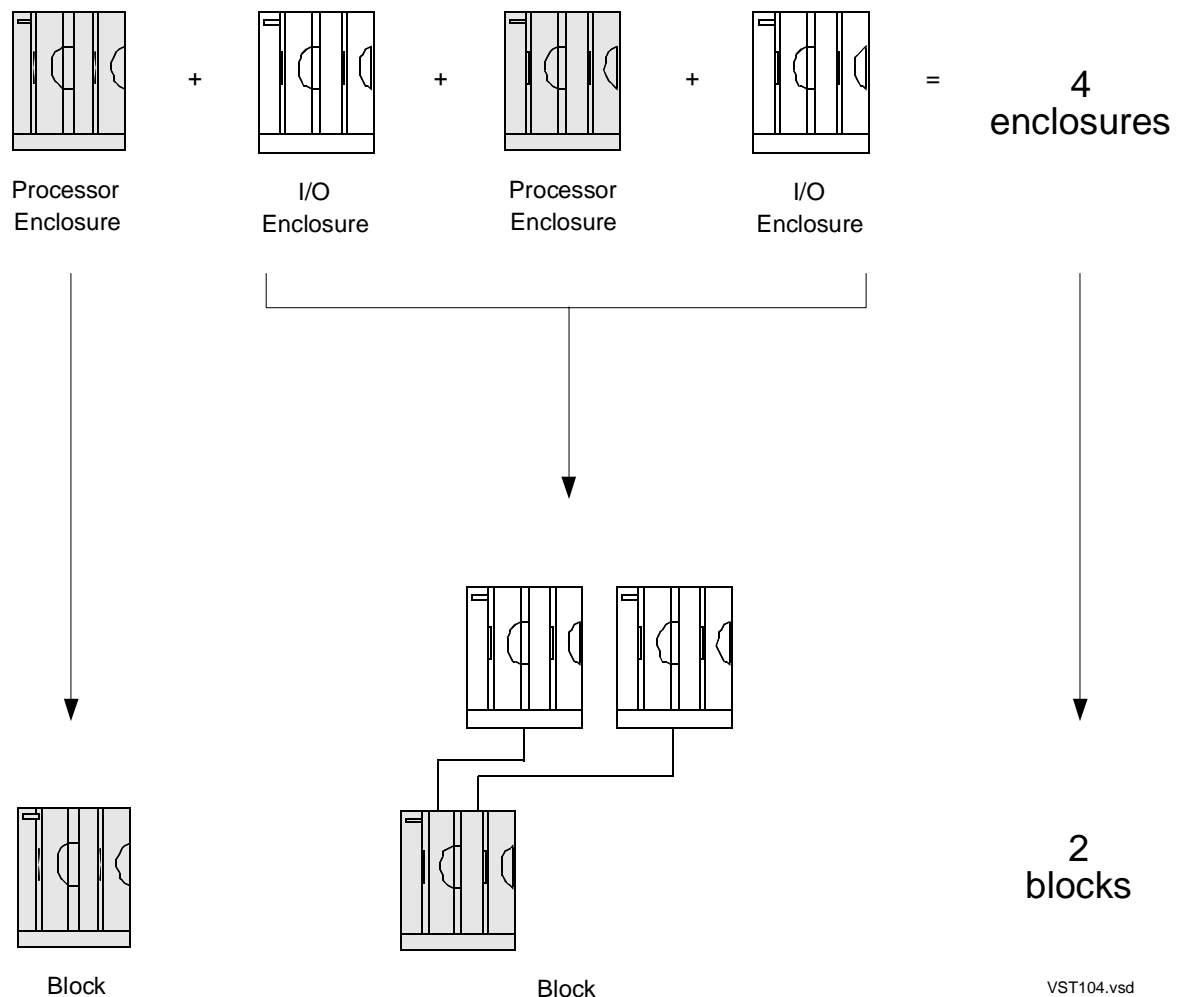 +
+
+
=
4
enclosures
Processor
Enclosure
I/O
Enclosure
Processor
Enclosure
I/O
Enclosure
2
blocks
Block
Block
VST104.vsd